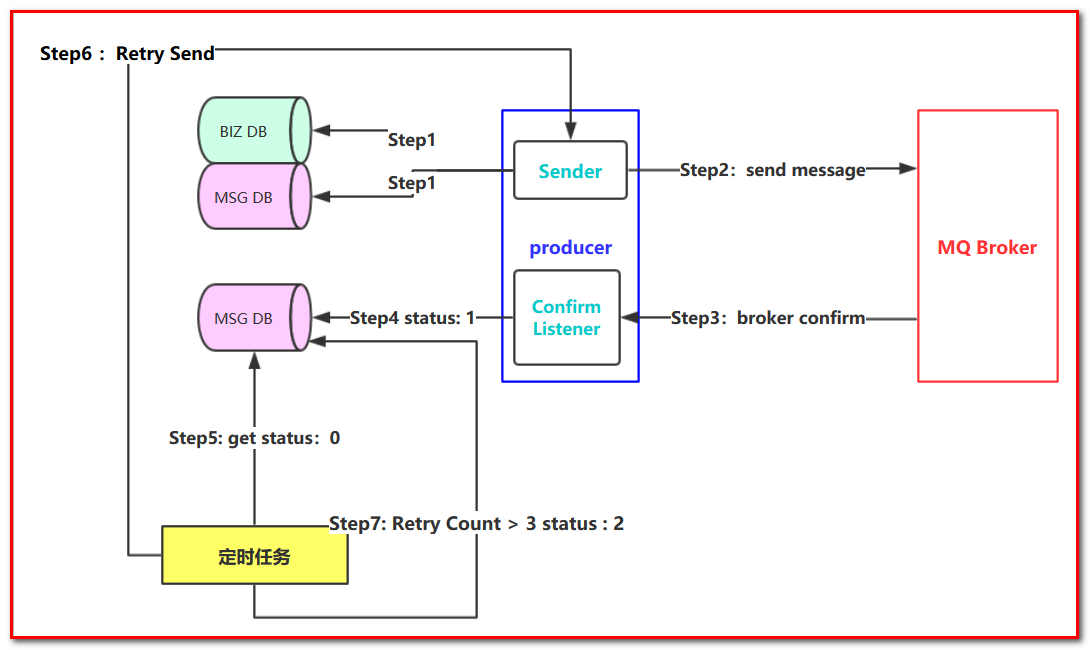 Step6： Retry Send
BIZ DB
Step1
MSG DB
Step1
Sender
Step2：send message
producer
MQ Broker
MSG DB
Step4 status: 1
Confirm
Listener
Step3：broker confirm
Step5: get status：0
Step7: Retry Count > 3 status : 2
定时任务